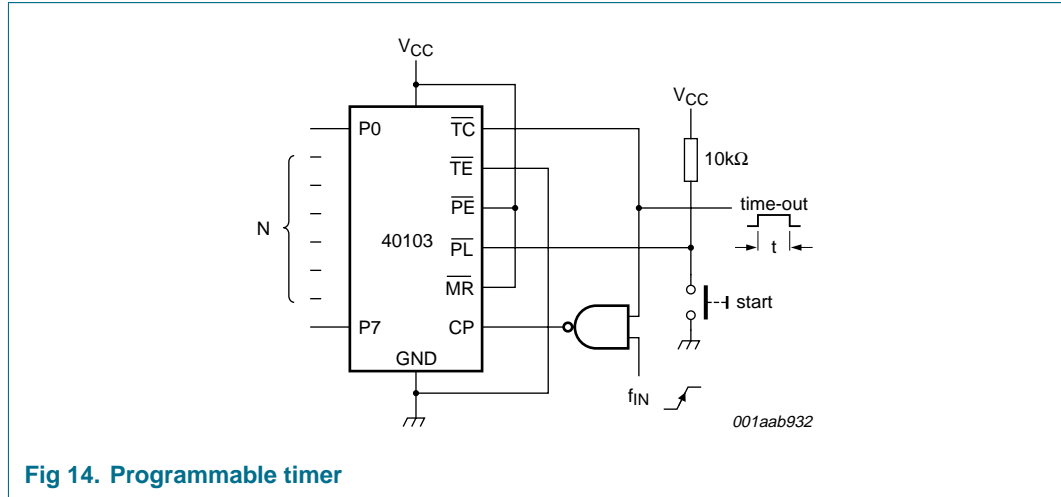 VCC
VCC
P0
TC
10kΩ
TE
time-out
PE
N
40103
PL
t
MR
start
P7
CP
GND
fIN
001aab932
Fig 14. Programmable timer